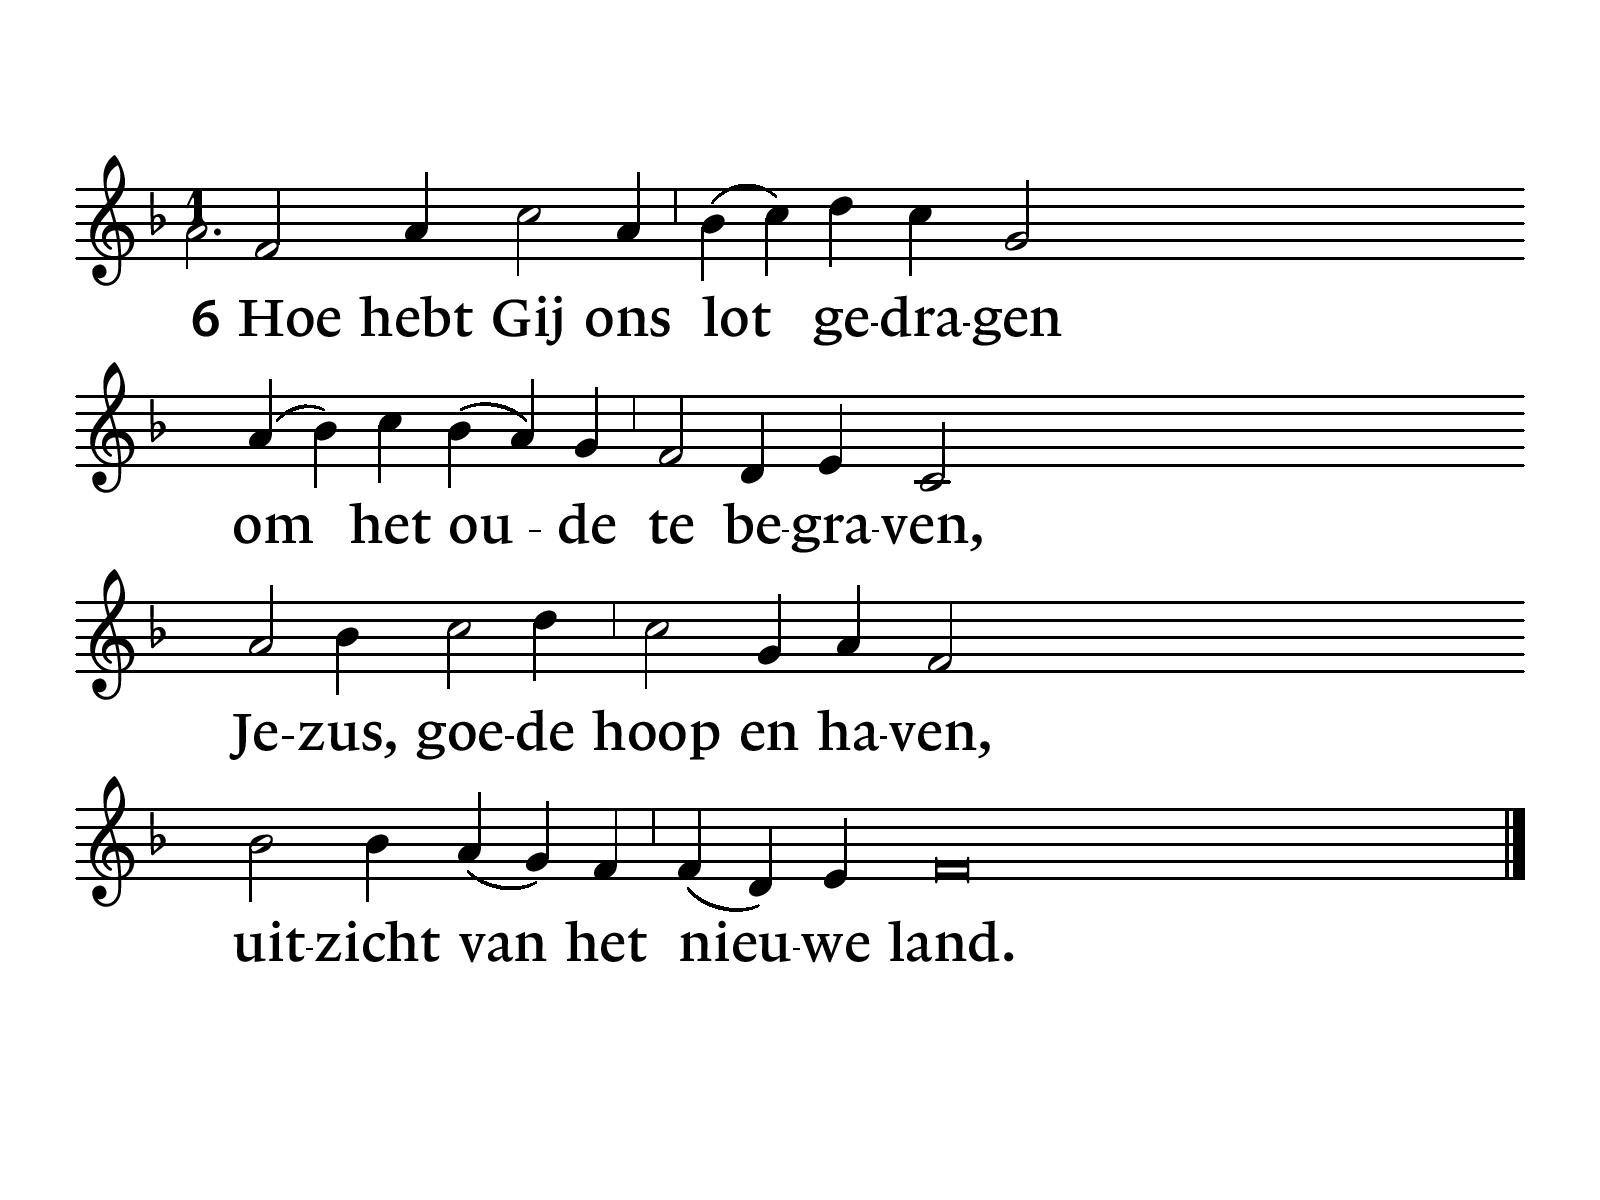 1
6 Hoe hebt Gij ons lot ge-dra-gen
om het ou - de te be-gra-ven,
Je-zus, goe-de hoop en ha-ven,
uit-zicht van het nieu-we land.